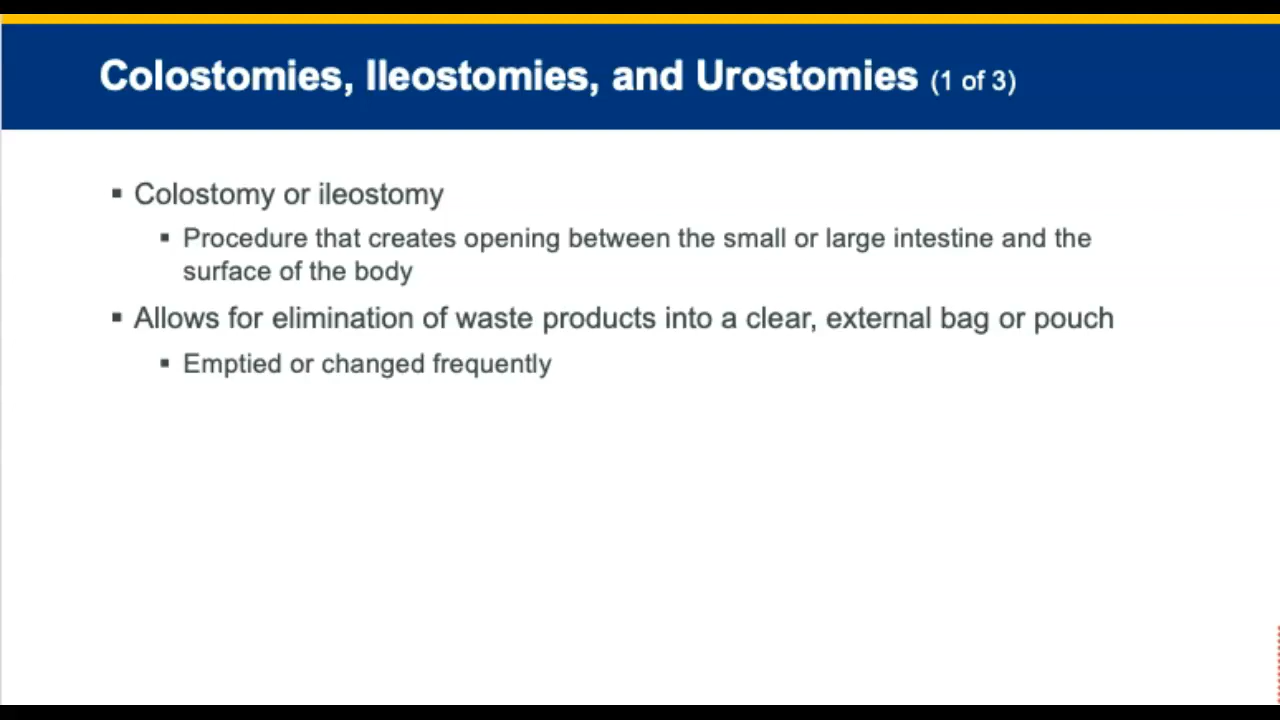 Colostomies, Ileostomies, and Urostomies (1 of 3)
▪ Colostomy or ileostomy
▪ Procedure that creates opening between the small or large intestine and the
surface of the body
▪ Allows for elimination of waste products into a clear, external bag or pouch
▪ Emptied or changed frequently